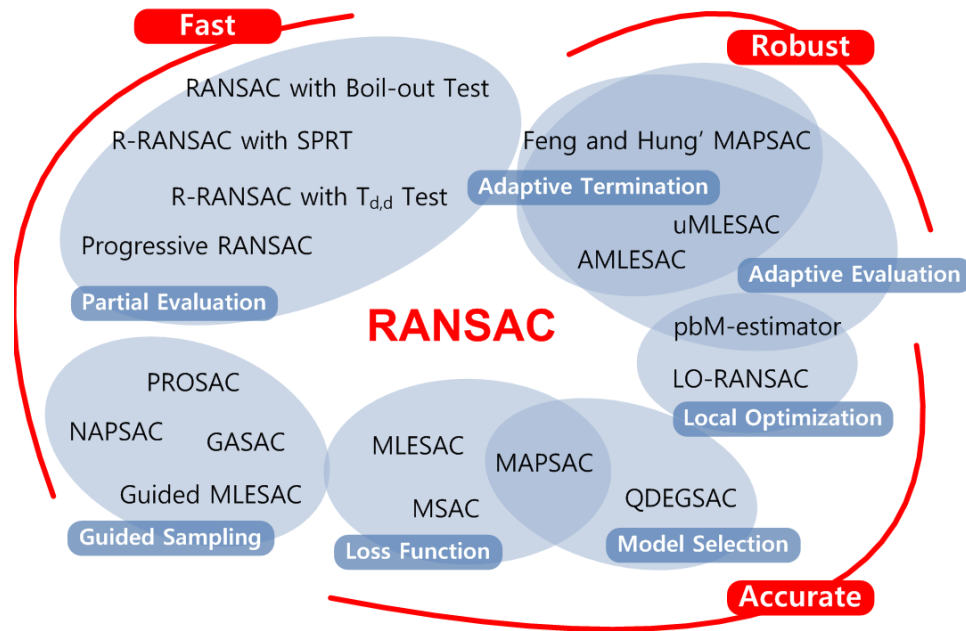 Fast
Robust
RANSAC with Boil-out Test
R-RANSAC with SPRT
R-RANSAC with Td,d Test
Progressive RANSAC
Partial Evaluation
Feng and Hung' MAPSAC
Adaptive Termination
uMLESAC
AMLESAC
Adaptive Evaluation
RANSAC
pbM-estimator
LO-RANSAC
Local Optimization
PROSAC
NAPSAC
GASAC
Guided MLESAC
Guided Sampling
MLESAC
MAPSAC
MSAC
Loss Function
QDEGSAC
Model Selection
Accurate